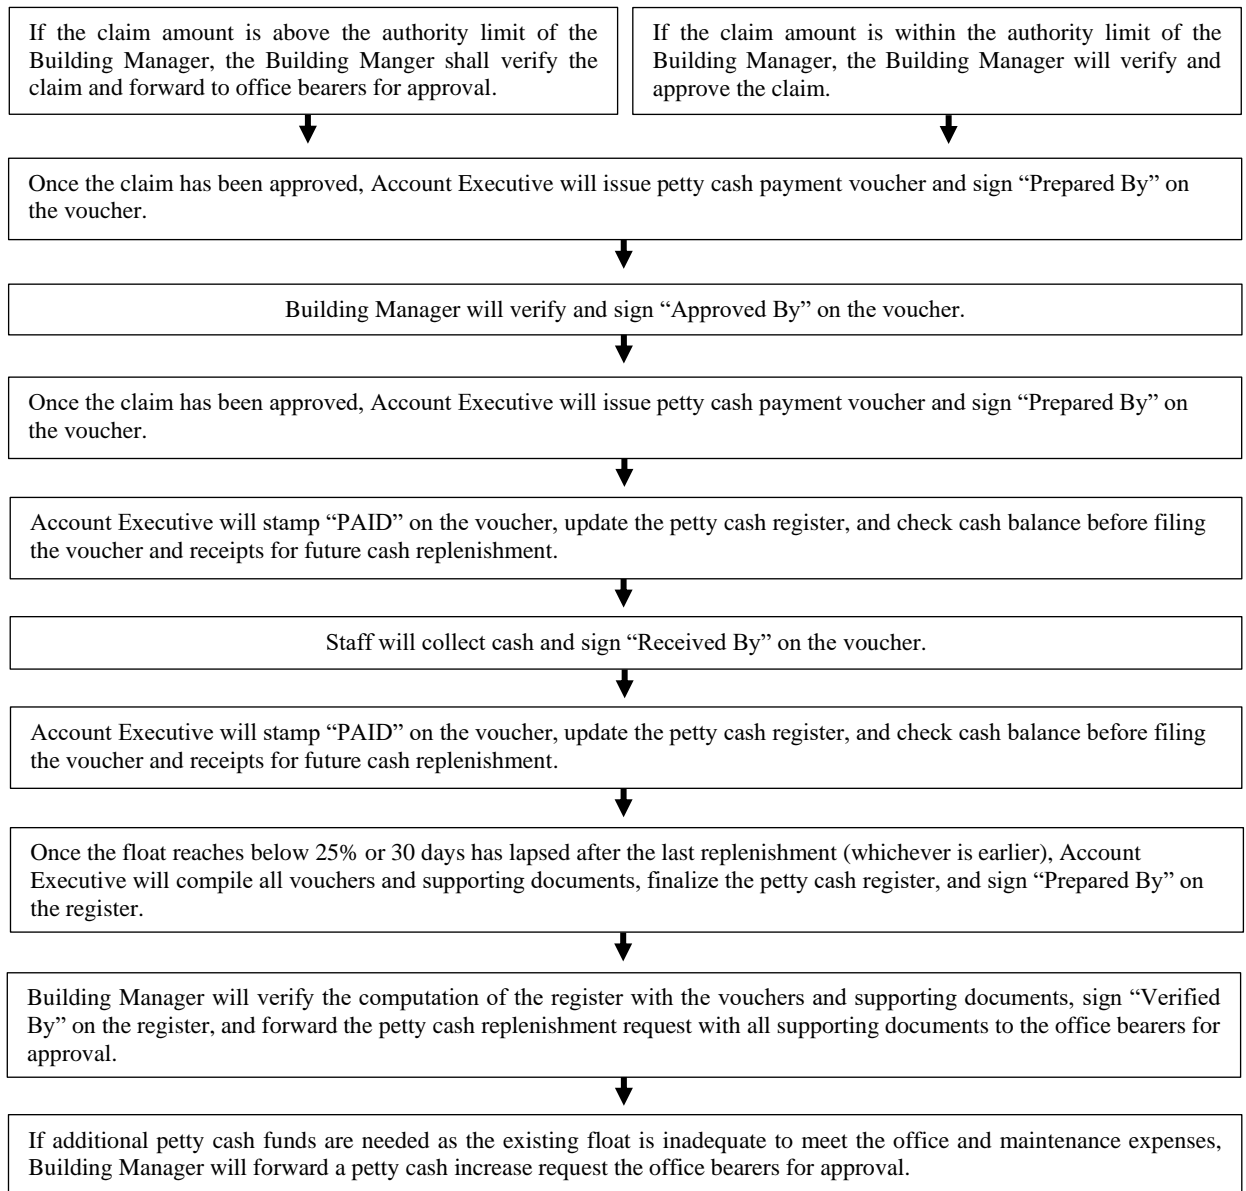 If the claim amount is above the authority limit of the
Building Manager, the Building Manger shall verify the
claim and forward to office bearers for approval.
If the claim amount is within the authority limit of the
Building Manager, the Building Manager will verify and
approve the claim.
Once the claim has been approved, Account Executive will issue petty cash payment voucher and sign “Prepared By” on
the voucher.
Building Manager will verify and sign “Approved By” on the voucher.
Once the claim has been approved, Account Executive will issue petty cash payment voucher and sign “Prepared By” on
the voucher.
Account Executive will stamp “PAID” on the voucher, update the petty cash register, and check cash balance before filing
the voucher and receipts for future cash replenishment.
Staff will collect cash and sign “Received By” on the voucher.
Account Executive will stamp “PAID” on the voucher, update the petty cash register, and check cash balance before filing
the voucher and receipts for future cash replenishment.
Once the float reaches below 25% or 30 days has lapsed after the last replenishment (whichever is earlier), Account
Executive will compile all vouchers and supporting documents, finalize the petty cash register, and sign “Prepared By” on
the register.
Building Manager will verify the computation of the register with the vouchers and supporting documents, sign “Verified
By” on the register, and forward the petty cash replenishment request with all supporting documents to the office bearers for
approval.
If additional petty cash funds are needed as the existing float is inadequate to meet the office and maintenance expenses,
Building Manager will forward a petty cash increase request the office bearers for approval.